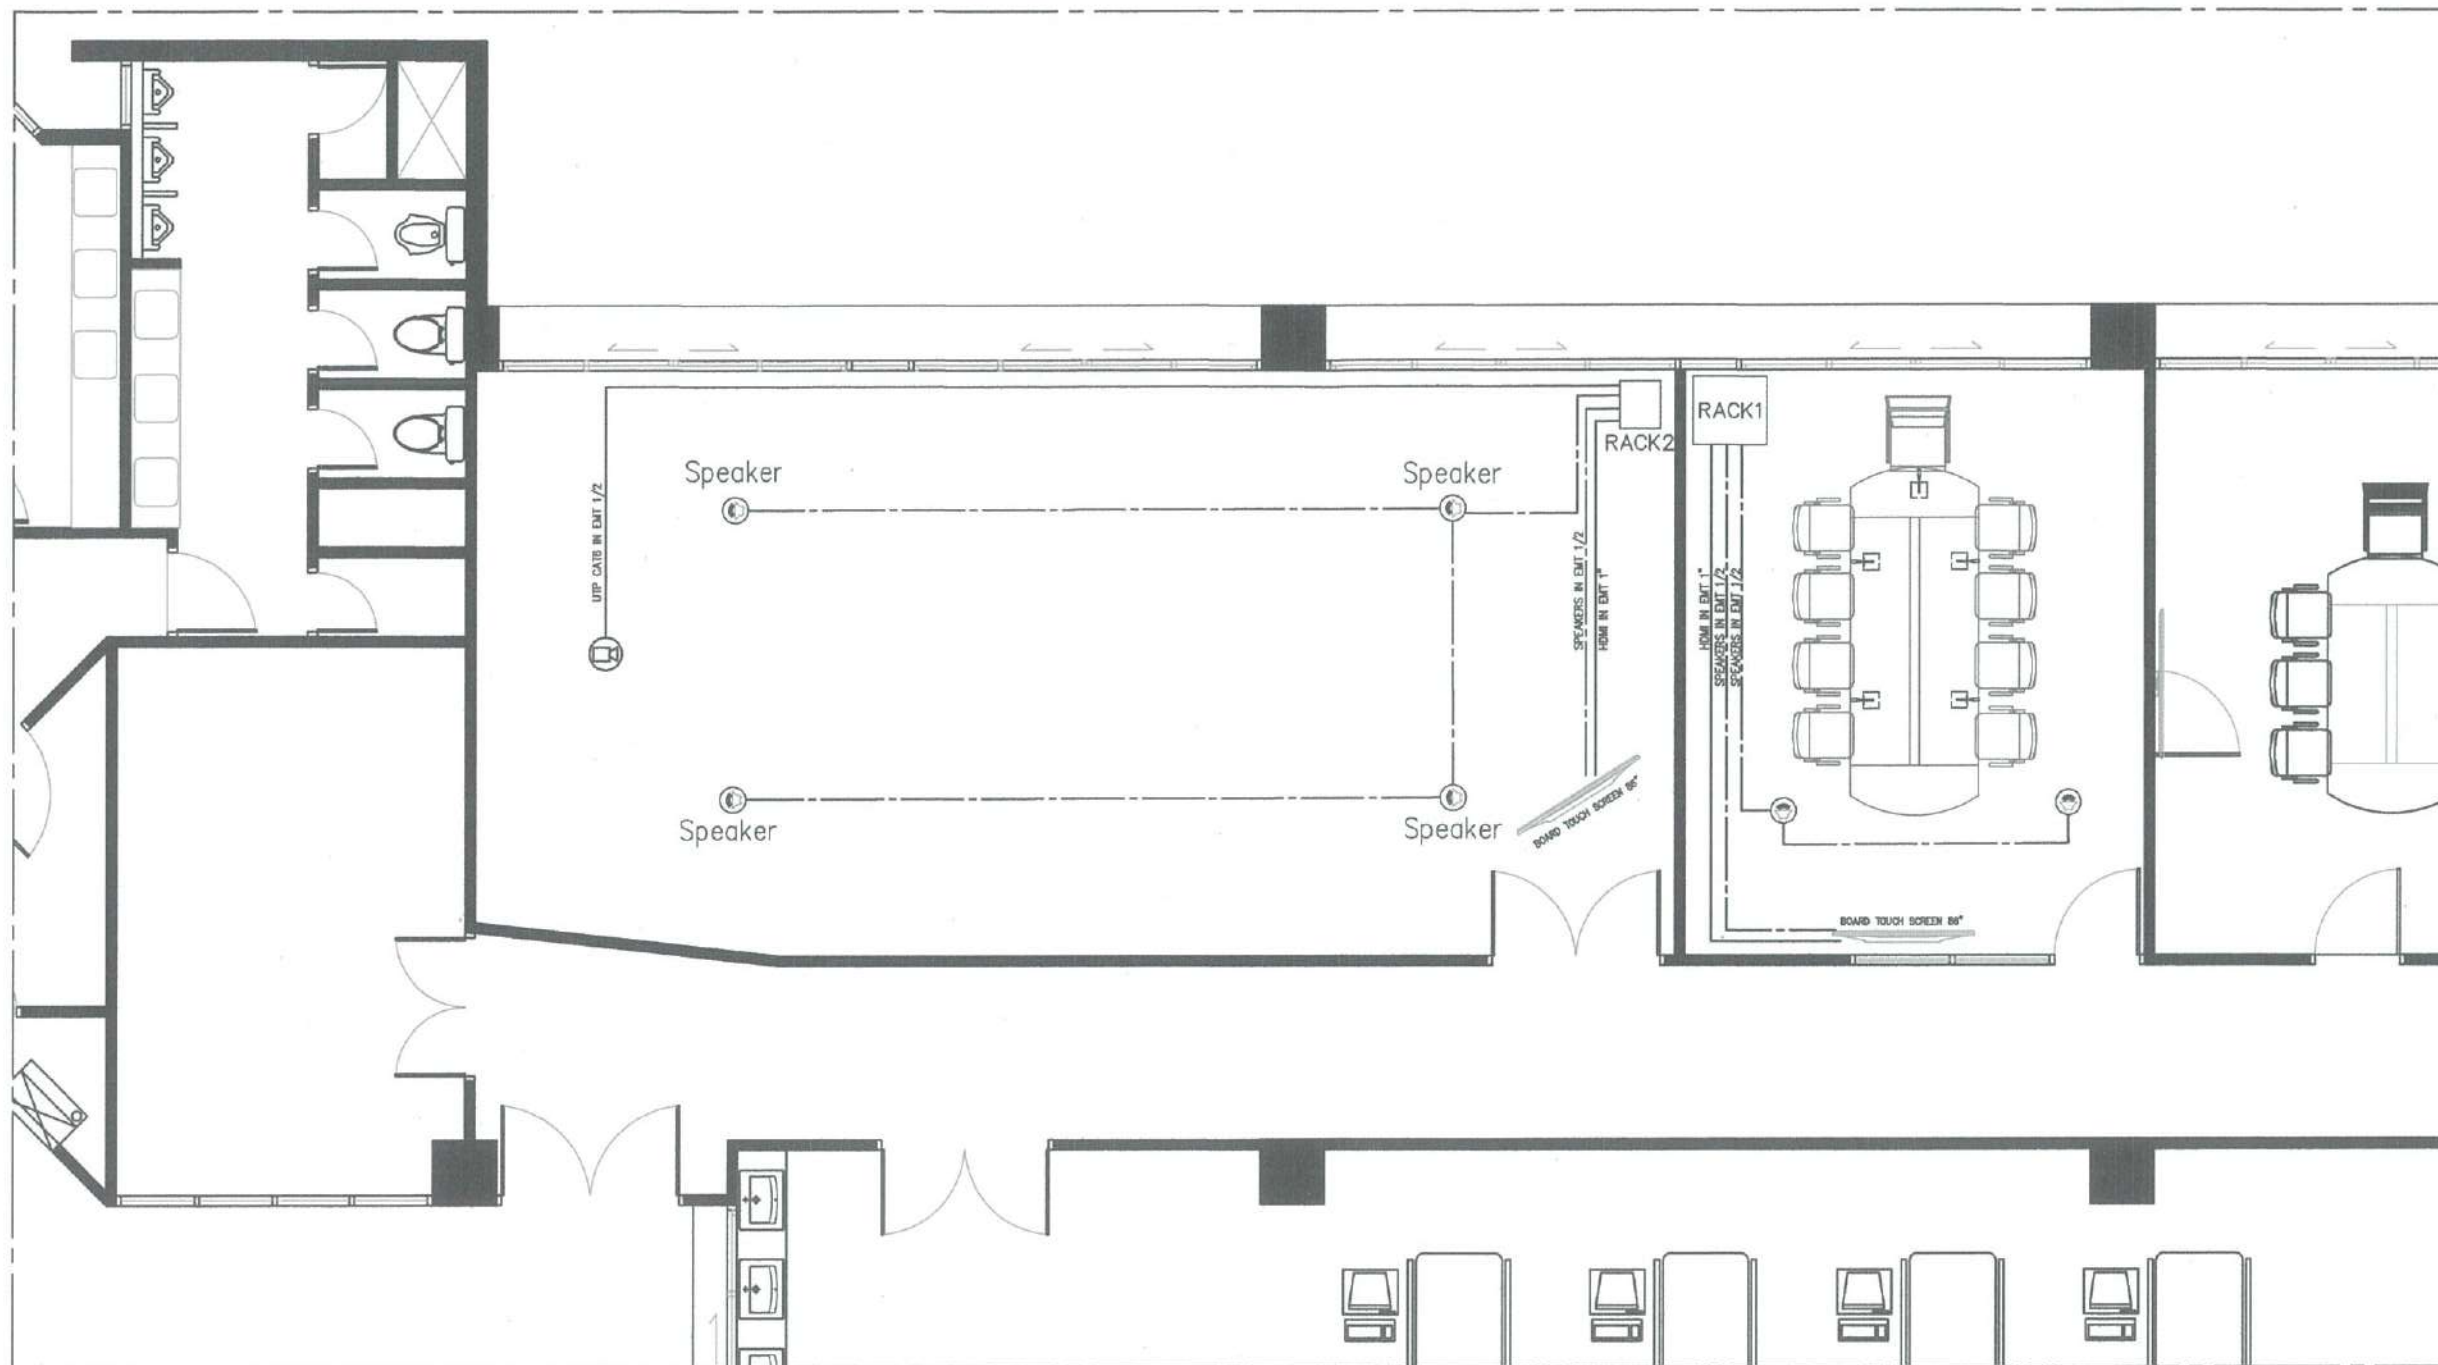 RACK1
RACK2
Speaker
Speaker
UTP CAT6 IN EMT 1/2
SPEAKERS IN EMT 1/2
HDMI IN EMT 1"
HDMI IN EMT 1"
SPEAKERS IN EMT 1/2
SPEAKERS IN EMT 1/2
Speaker
Speaker
BOARD TOUCH SCREEN 86"
BOARD TOUCH SCREEN 86"